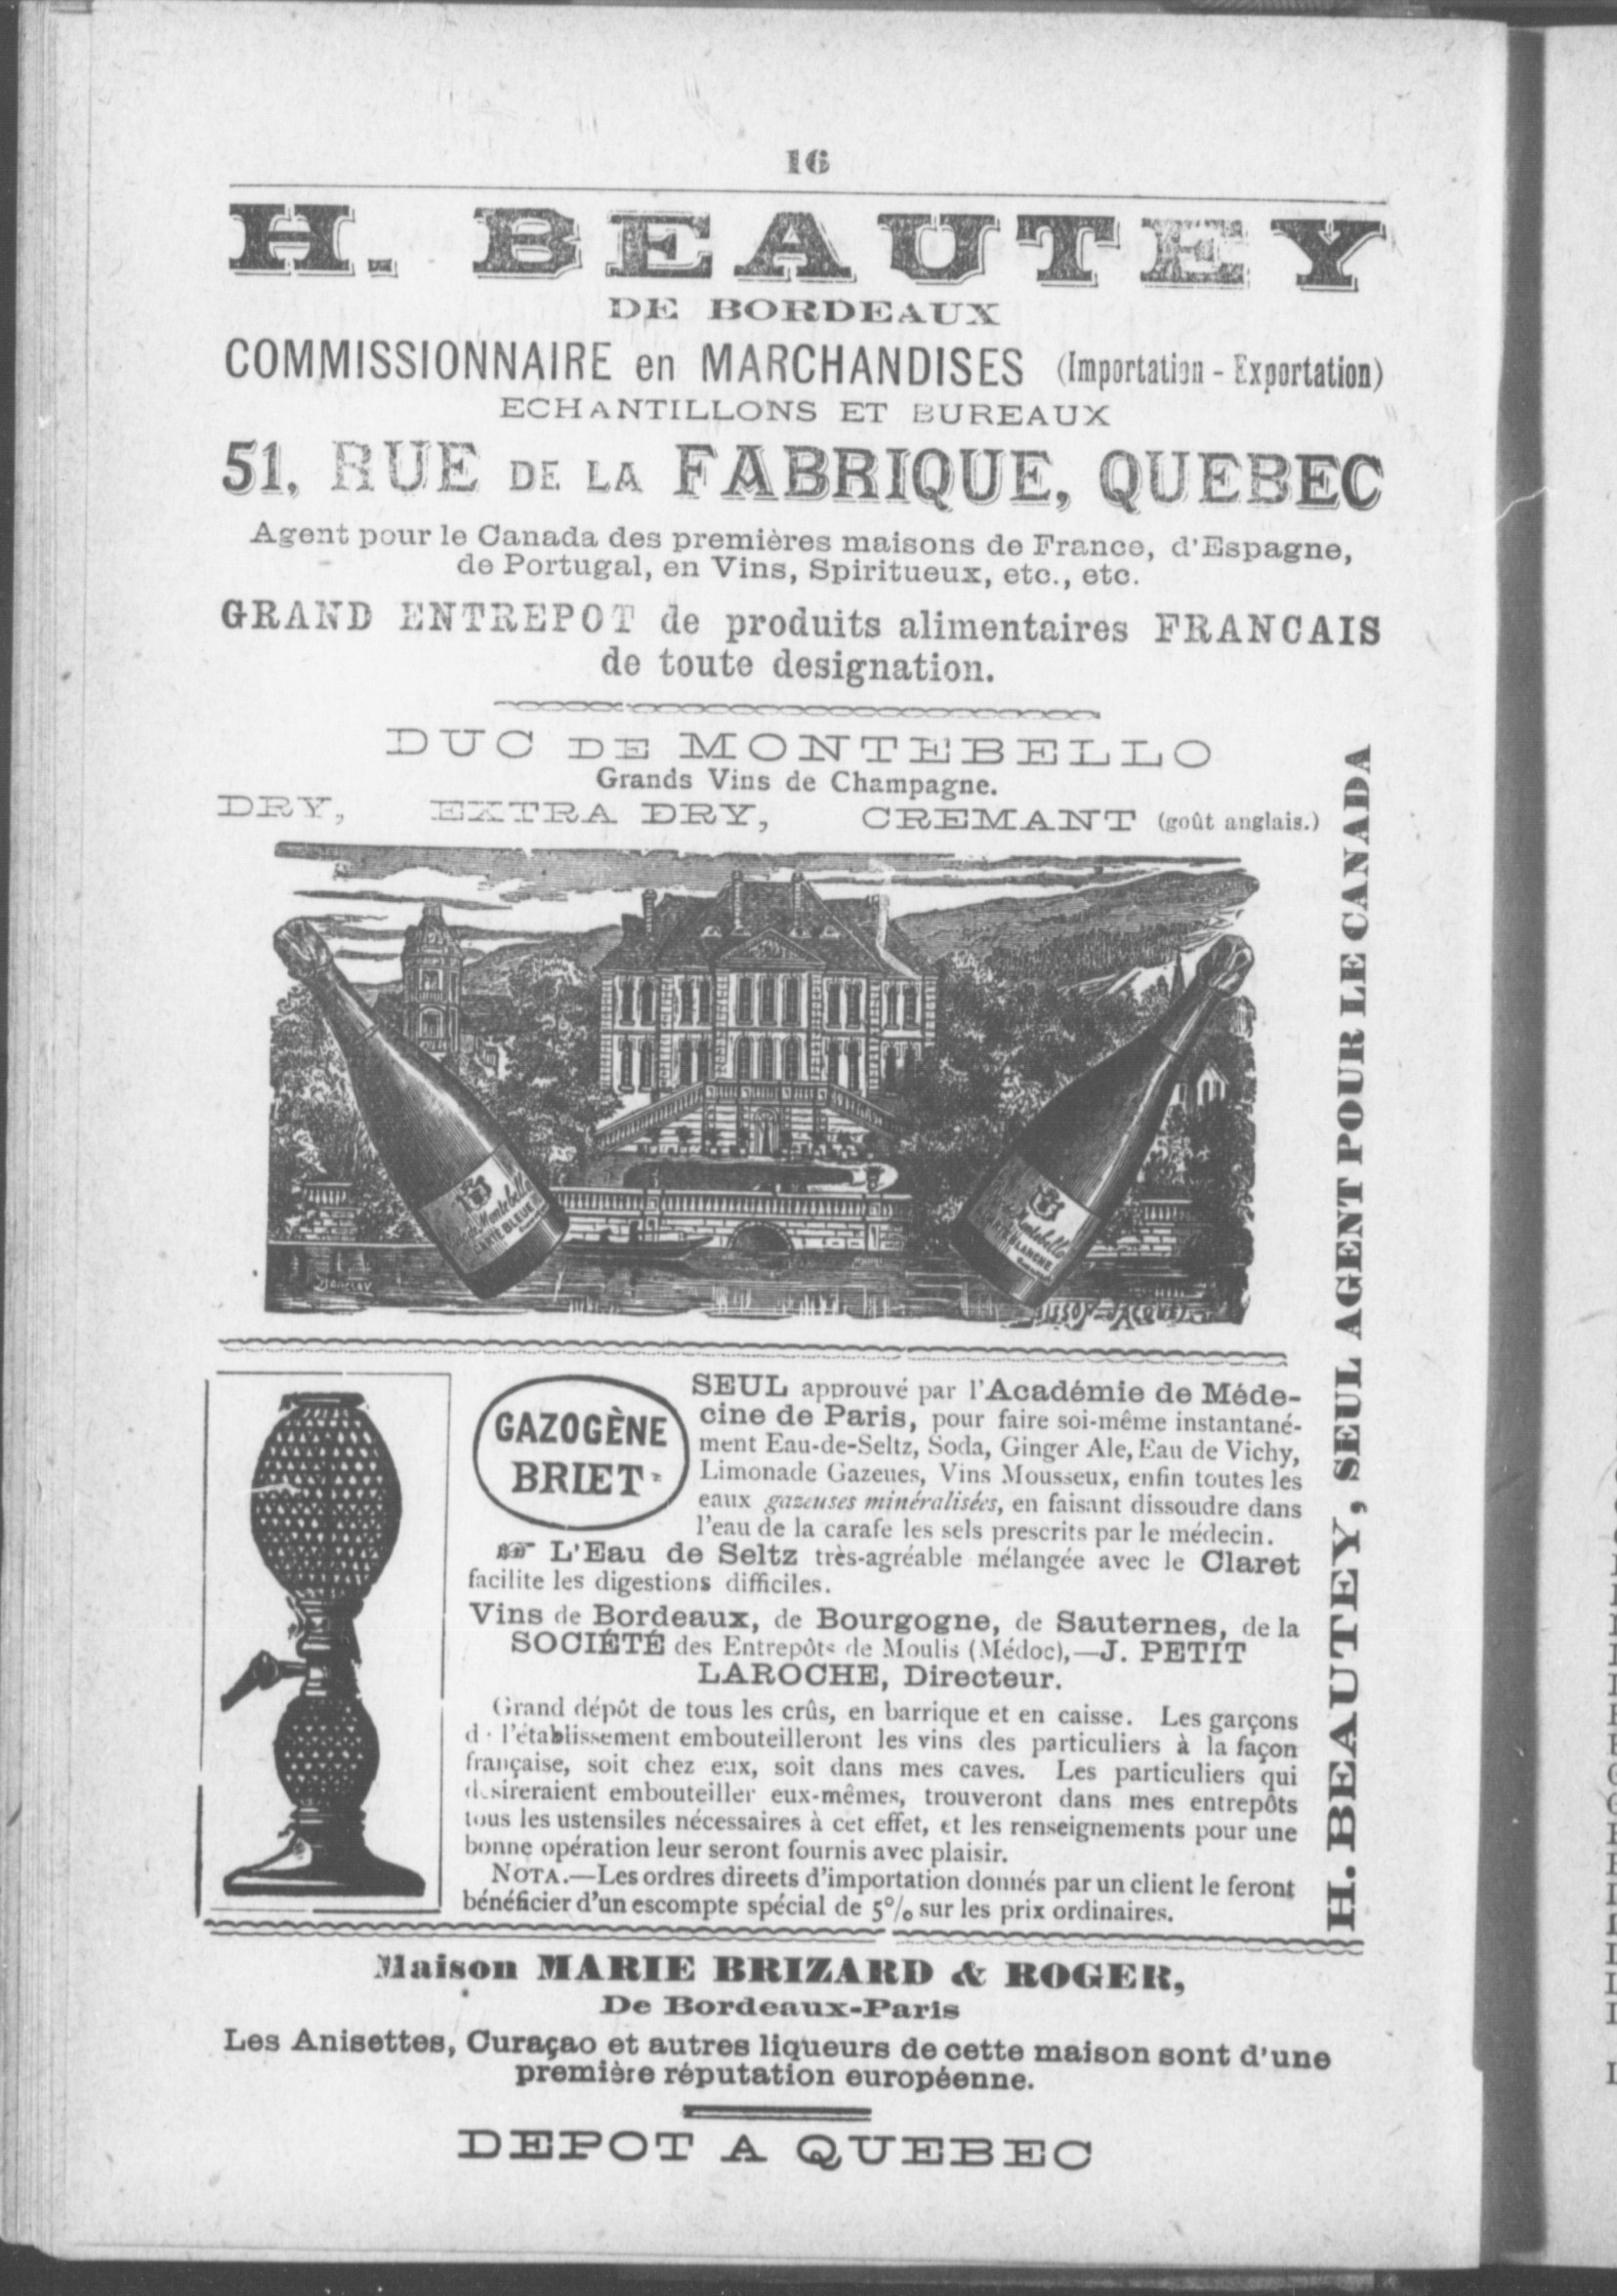 16
H. BEAUTEY
DE BORDEAUX
COMMISSIONNAIRE en MARCHANDISES (Importation - Exportation)
ECHANTILLONS ET BUREAUX
51, RUE DE LA FABRIQUE, QUEBEC
Agent pour le Canada des premières maisons de France, d'Espagne,
de Portugal, en Vins, Spiritueux, etc., etc.
GRAND ENTREPOT de produits alimentaires FRANCAIS
de toute designation.
DUC DE MONTEBELLO
Grands Vins de Champagne.
DRY, EXTRA DRY, CREMANT (goût anglais.)
de Montebello
CARTE BLEUE
Montebello
BLANCHE
BARCLAY
H. BEAUTEY, SEUL AGENT POUR LE CANADA
GAZOGÈNE
BRIET
SEUL approuvé par l'Académie de Méde-
cine de Paris, pour faire soi-même instantané-
ment Eau-de-Seltz, Soda, Ginger Ale, Eau de Vichy,
Limonade Gazeues, Vins Mousseux, enfin toutes les
eaux gazeuses minéralisées, en faisant dissoudre dans
l'eau de la carafe les sels prescrits par le médecin.
☞ L'Eau de Seltz très-agréable mélangée avec le Claret
facilite les digestions difficiles.
Vins de Bordeaux, de Bourgogne, de Sauternes, de la
SOCIÉTÉ des Entrepôts de Moulis (Médoc),—J. PETIT
LAROCHE, Directeur.
Grand dépôt de tous les crûs, en barrique et en caisse. Les garçons
d l'établissement embouteilleront les vins des particuliers à la façon
française, soit chez eux, soit dans mes caves. Les particuliers qui
desireraient embouteiller eux-mêmes, trouveront dans mes entrepôts
tous les ustensiles nécessaires à cet effet, et les renseignements pour une
bonne opération leur seront fournis avec plaisir.
NOTA.—Les ordres directs d'importation donnés par un client le feront
bénéficier d'un escompte spécial de 5% sur les prix ordinaires.
Maison MARIE BRIZARD & ROGER,
De Bordeaux-Paris
Les Anisettes, Curaçao et autres liqueurs de cette maison sont d'une
première réputation européenne.
DEPOT A QUEBEC